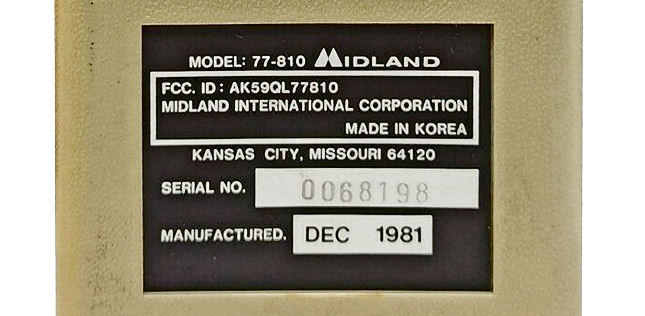 MODEL: 77-810 MIDLAND
FCC. ID: AK59QL77810
MIDLAND INTERNATIONAL CORPORATION
MADE IN KOREA
KANSAS CITY, MISSOURI 64120
SERIAL NO. 0068198
MANUFACTURED. DEC 1981